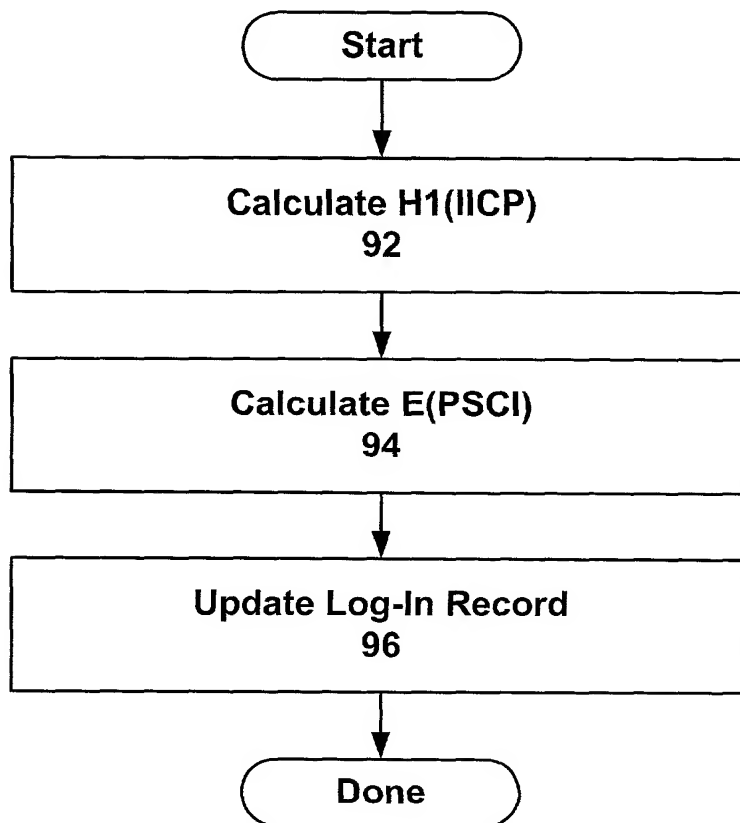 Start
Calculate H1(IICP)
92
Calculate E(PSCI)
94
Update Log-In Record
96
Done